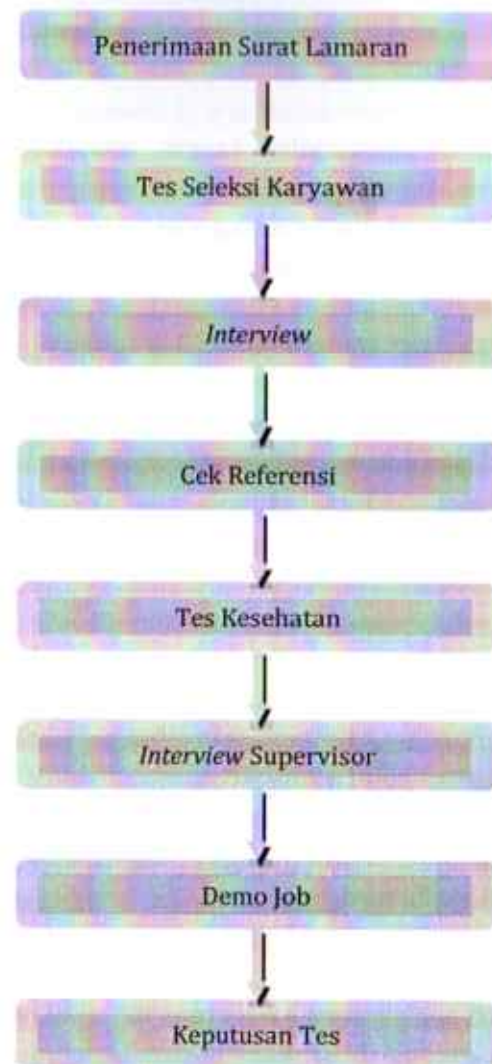 Penerimaan Surat Lamaran
Tes Seleksi Karyawan
Interview
Cek Referensi
Tes Kesehatan
Interview Supervisor
Demo Job
Keputusan Tes